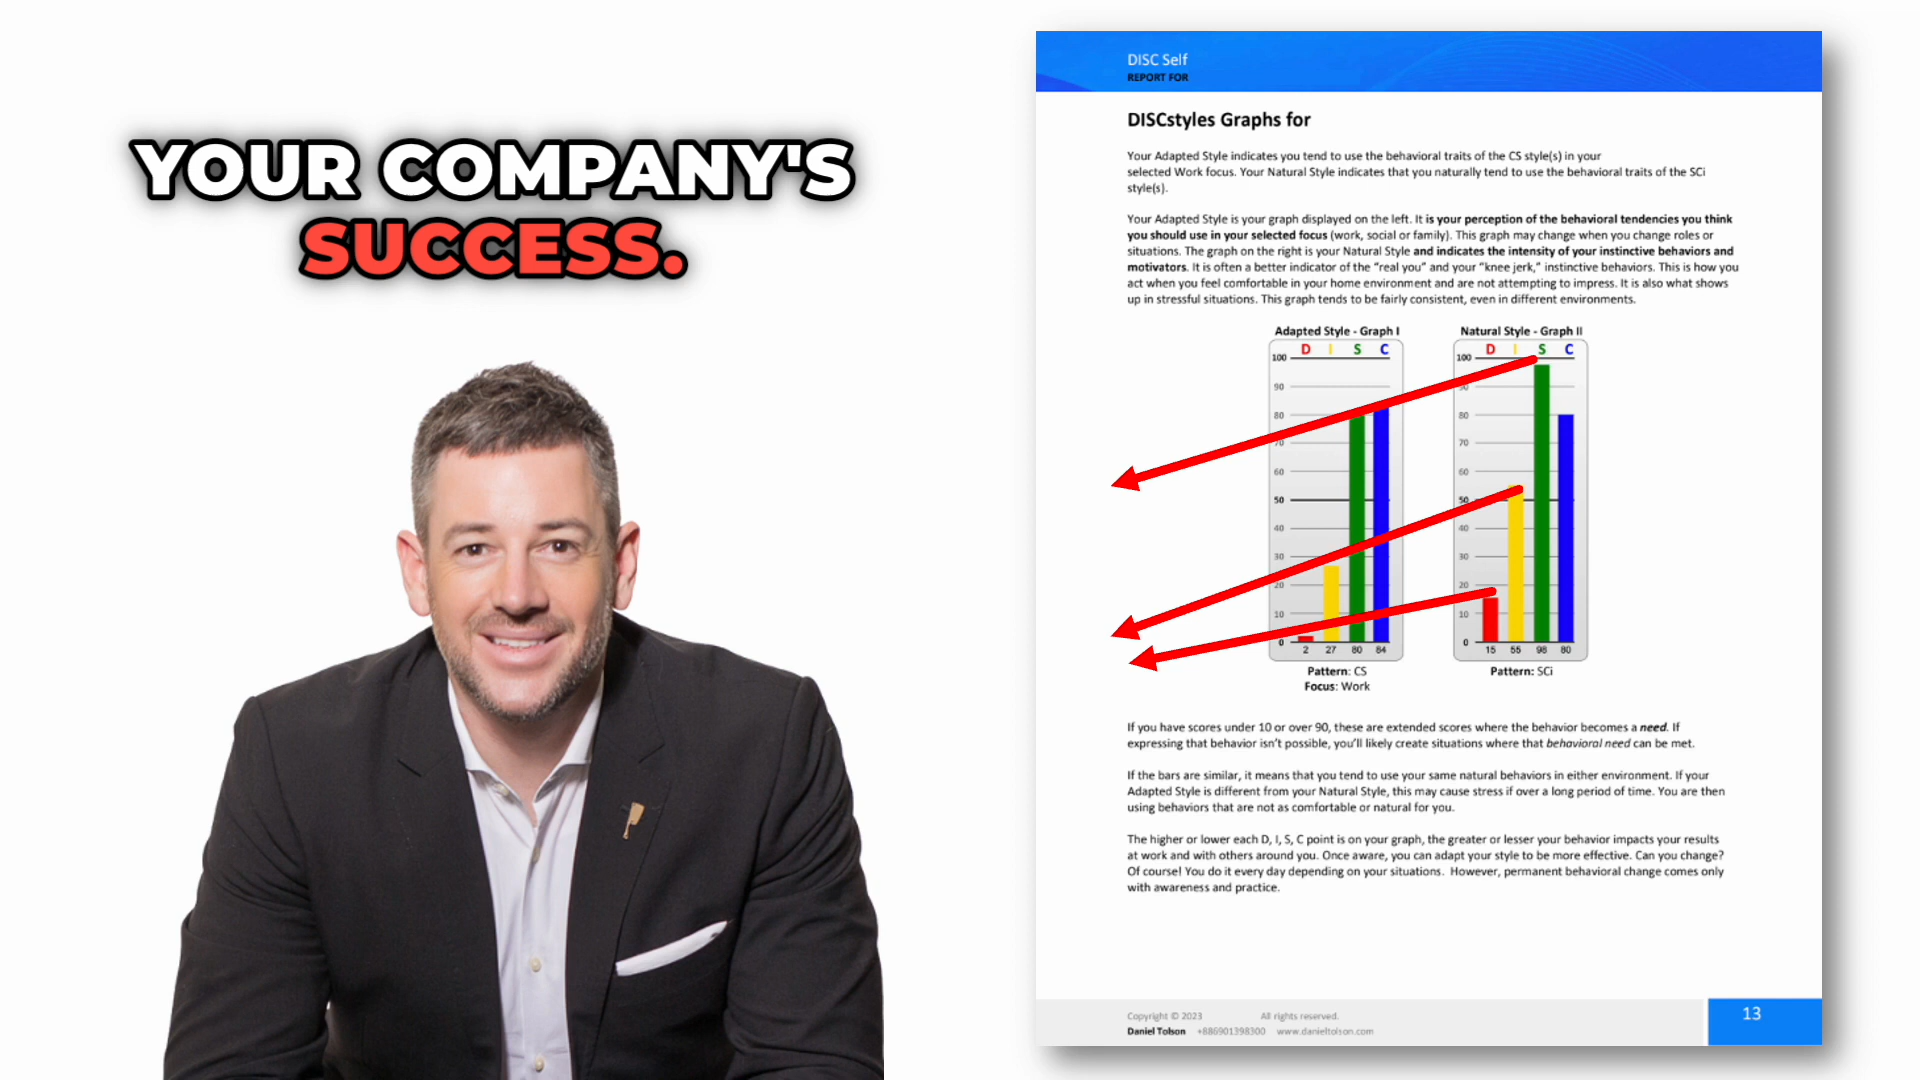 YOUR COMPANY'S
SUCCESS.
DISC Self
REPORT FOR
DISCstyles Graphs for
Your Adapted Style indicates you tend to use the behavioral traits of the CS style(s) in your
selected Work focus. Your Natural Style indicates that you naturally tend to use the behavioral traits of the SCi
style(s).
Your Adapted Style is your graph displayed on the left. It is your perception of the behavioral tendencies you think
you should use in your selected focus (work, social or family). This graph may change when you change roles or
situations. The graph on the right is your Natural Style and indicates the intensity of your instinctive behaviors and
motivators. It is often a better indicator of the “real you” and your “knee jerk,” instinctive behaviors. This is how you
act when you feel comfortable in your home environment and are not attempting to impress. It is also what shows
up in stressful situations. This graph tends to be fairly consistent, even in different environments.
Adapted Style - Graph I
D I S C
100
90
80
70
60
50
40
30
20
10
0
2 27 80 84
Pattern: CS
Focus: Work
Natural Style - Graph II
D I S C
100
90
80
70
60
50
40
30
20
10
0
15 55 98 80
Pattern: SCi
If you have scores under 10 or over 90, these are extended scores where the behavior becomes a need. If
expressing that behavior isn’t possible, you’ll likely create situations where that behavioral need can be met.
If the bars are similar, it means that you tend to use your same natural behaviors in either environment. If your
Adapted Style is different from your Natural Style, this may cause stress if over a long period of time. You are then
using behaviors that are not as comfortable or natural for you.
The higher or lower each D, I, S, C point is on your graph, the greater or lesser your behavior impacts your results
at work and with others around you. Once aware, you can adapt your style to be more effective. Can you change?
Of course! You do it every day depending on your situations. However, permanent behavioral change comes only
with awareness and practice.
Copyright © 2023 All rights reserved.
Daniel Tolson +886901398300 www.danieltolson.com
13